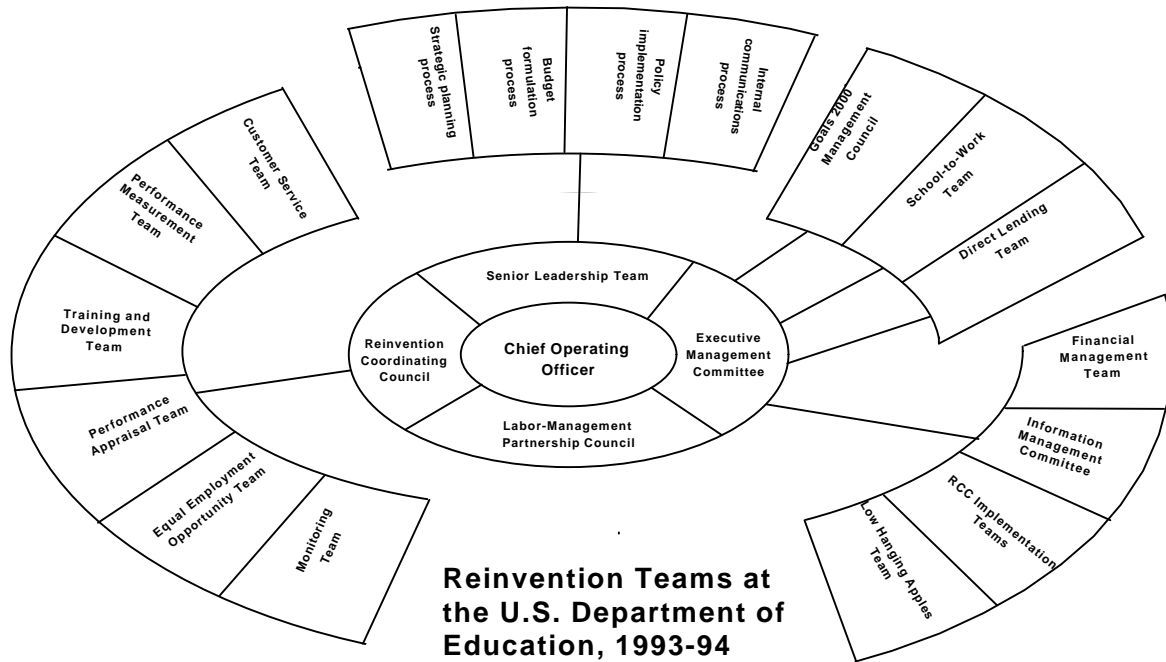 Strategic planning
process
Budget
formulation
process
Policy
implementation
process
Internal
communications
process
Goals 2000
Management
Council
School-to-Work
Team
Direct Lending
Team
Customer Service
Team
Performance
Measurement
Team
Training and
Development
Team
Performance
Appraisal Team
Equal Employment
Opportunity Team
Monitoring
Team
Senior Leadership Team
Reinvention
Coordinating
Council
Chief Operating
Officer
Executive
Management
Committee
Labor-Management
Partnership Council
Financial
Management
Team
Information
Management
Committee
RCC Implementation
Teams
Low Hanging Apples
Team
Reinvention Teams at
the U.S. Department of
Education, 1993-94